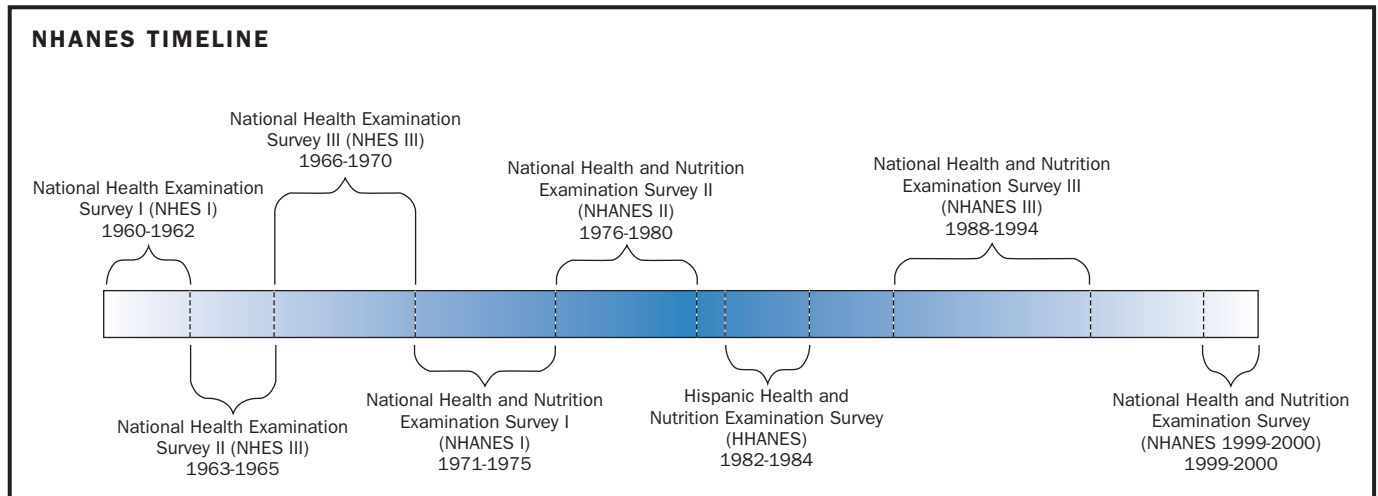 NHANES TIMELINE
National Health Examination
Survey III (NHES III)
1966-1970
National Health and Nutrition
Examination Survey II
(NHANES II)
1976-1980
National Health and Nutrition
Examination Survey III
(NHANES III)
1988-1994
National Health Examination
Survey I (NHES I)
1960-1962
National Health Examination
Survey II (NHES III)
1963-1965
National Health and Nutrition
Examination Survey I
(NHANES I)
1971-1975
Hispanic Health and
Nutrition Examination Survey
(HHANES)
1982-1984
National Health and Nutrition
Examination Survey
(NHANES 1999-2000)
1999-2000